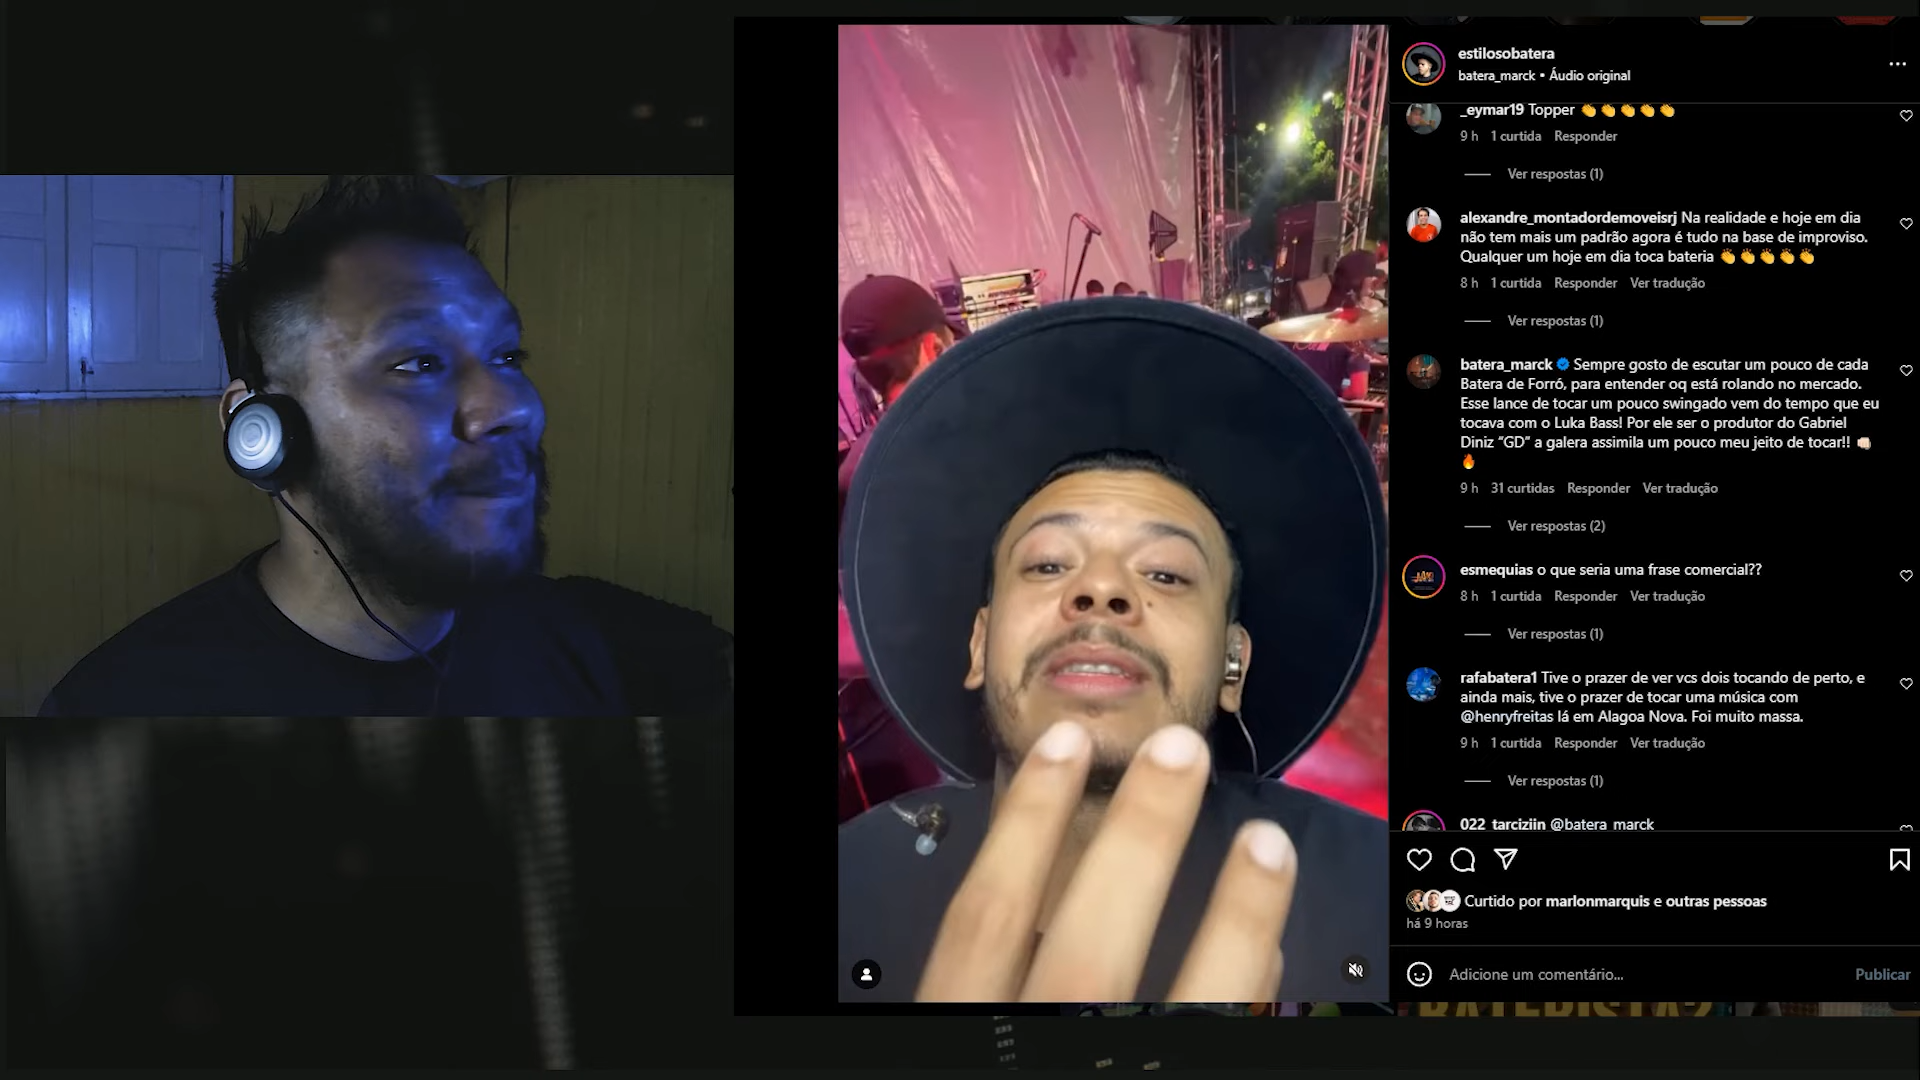 estilosobatera
batera_marck • Áudio original
_eymar19 Topper 👏👏👏👏👏
9 h 1 curtida Responder
Ver respostas (1)
alexandre_montadordemoveisrj Na realidade e hoje em dia
não tem mais um padrão agora é tudo na base de improviso.
Qualquer um hoje em dia toca bateria 👏👏👏👏👏
8 h 1 curtida Responder Ver tradução
Ver respostas (1)
batera_marck Sempre gosto de escutar um pouco de cada
Batera de Forró, para entender oq está rolando no mercado.
Esse lance de tocar um pouco swingado vem do tempo que eu
tocava com o Luka Bass! Por ele ser o produtor do Gabriel
Diniz “GD” a galera assimila um pouco meu jeito de tocar!! 👊🏻
🔥
9 h 31 curtidas Responder Ver tradução
Ver respostas (2)
esmequias o que seria uma frase comercial??
8 h 1 curtida Responder Ver tradução
Ver respostas (1)
rafabatera1 Tive o prazer de ver vcs dois tocando de perto, e
ainda mais, tive o prazer de tocar uma música com
@henryfreitas lá em Alagoa Nova. Foi muito massa.
9 h 1 curtida Responder Ver tradução
Ver respostas (1)
022_tarciziin @batera_marck
Curtido por marlonmarquis e outras pessoas
há 9 horas
Adicione um comentário...
Publicar